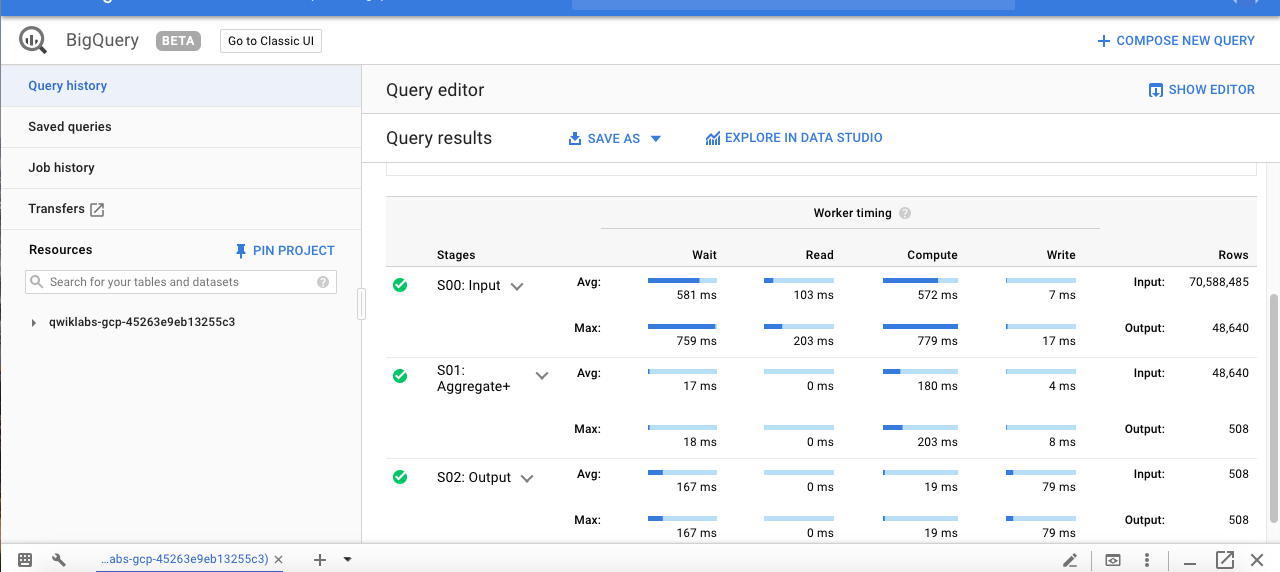 BigQuery BETA Go to Classic UI COMPOSE NEW QUERY
Query history
Saved queries
Job history
Transfers
Resources PIN PROJECT
Search for your tables and datasets
qwiklabs-gcp-45263e9eb13255c3
Query editor SHOW EDITOR
Query results SAVE AS EXPLORE IN DATA STUDIO
Worker timing
Stages Wait Read Compute Write Rows
S00: Input Avg: 581 ms 103 ms 572 ms 7 ms Input: 70,588,485
Max: 759 ms 203 ms 779 ms 17 ms Output: 48,640
S01: Aggregate+ Avg: 17 ms 0 ms 180 ms 4 ms Input: 48,640
Max: 18 ms 0 ms 203 ms 8 ms Output: 508
S02: Output Avg: 167 ms 0 ms 19 ms 79 ms Input: 508
Max: 167 ms 0 ms 19 ms 79 ms Output: 508
...abs-gcp-45263e9eb13255c3)